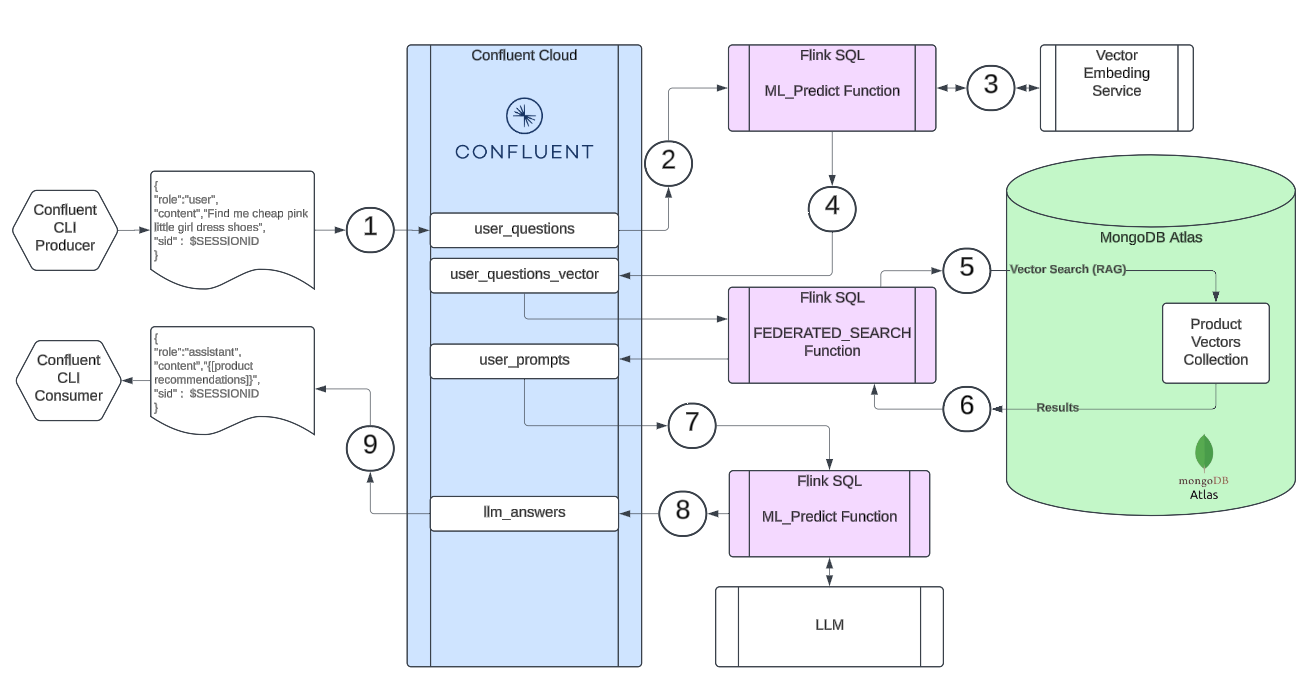 Confluent Cloud
CONFLUENT
Flink SQL
ML_Predict Function
3
Vector
Embeding
Service
2
Confluent
CLI
Producer
{
"role":"user",
"content","Find me cheap pink
little girl dress shoes",
"sid" : $SESSIONID
}
1
user_questions
4
user_questions_vector
MongoDB Atlas
5
Vector Search (RAG)
Flink SQL
FEDERATED_SEARCH
Function
Product
Vectors
Collection
user_prompts
Confluent
CLI
Consumer
{
"role":"assistant",
"content","{{product
recommendations}}",
"sid" : $SESSIONID
}
6
Results
7
9
mongoDB
Atlas
Flink SQL
ML_Predict Function
8
llm_answers
LLM